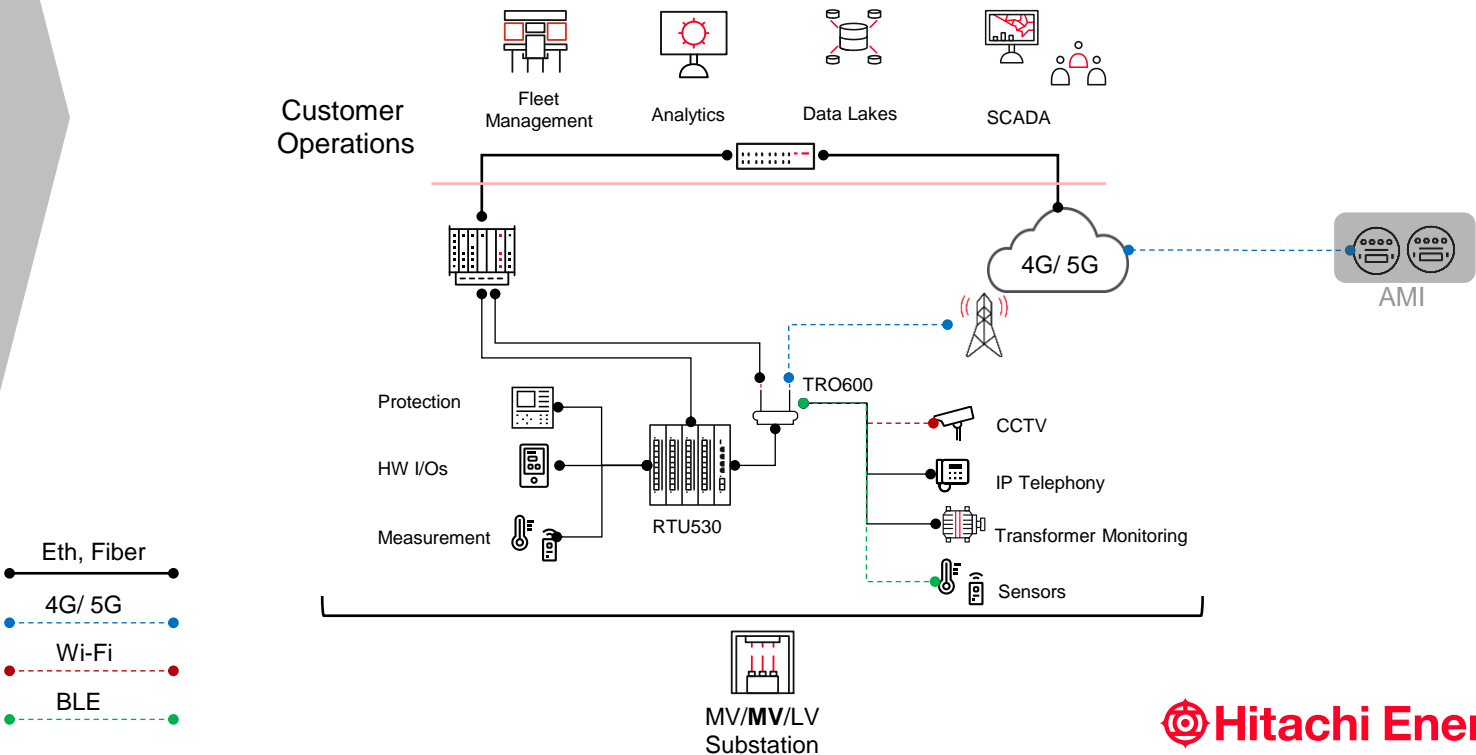 Customer
Operations
Fleet
Management
Analytics
Data Lakes
SCADA
4G/ 5G
AMI
TRO600
Protection
HW I/Os
Measurement
RTU530
CCTV
IP Telephony
Transformer Monitoring
Sensors
Eth, Fiber
4G/ 5G
Wi-Fi
BLE
MV/MV/LV
Substation
Hitachi Ener